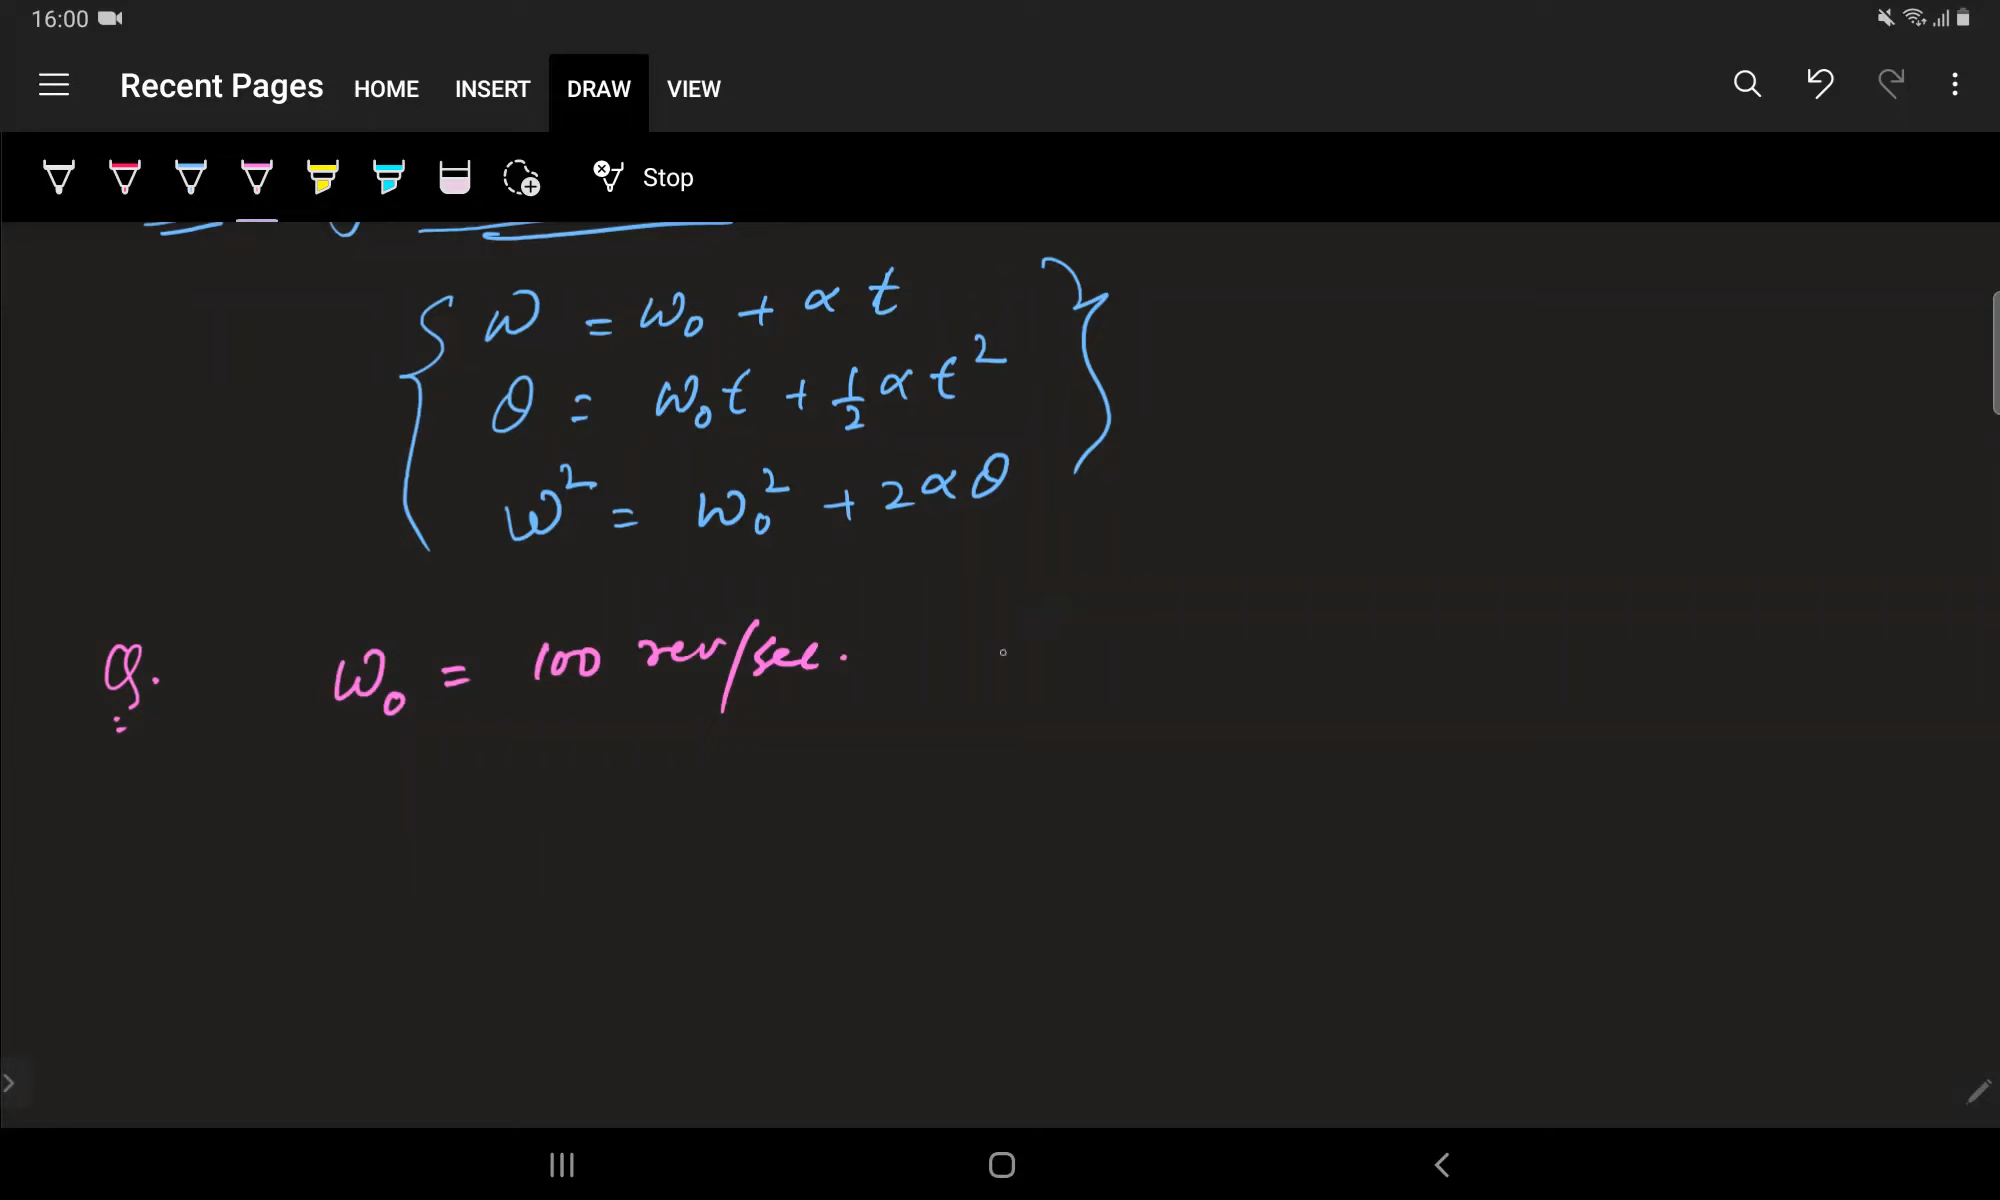 16:00
Recent Pages HOME INSERT DRAW VIEW
Stop
ω = ω₀ + α t
θ = ω₀t + ½ α t²
ω² = ω₀² + 2αθ
Q. ω₀ = 100 rev/sec.